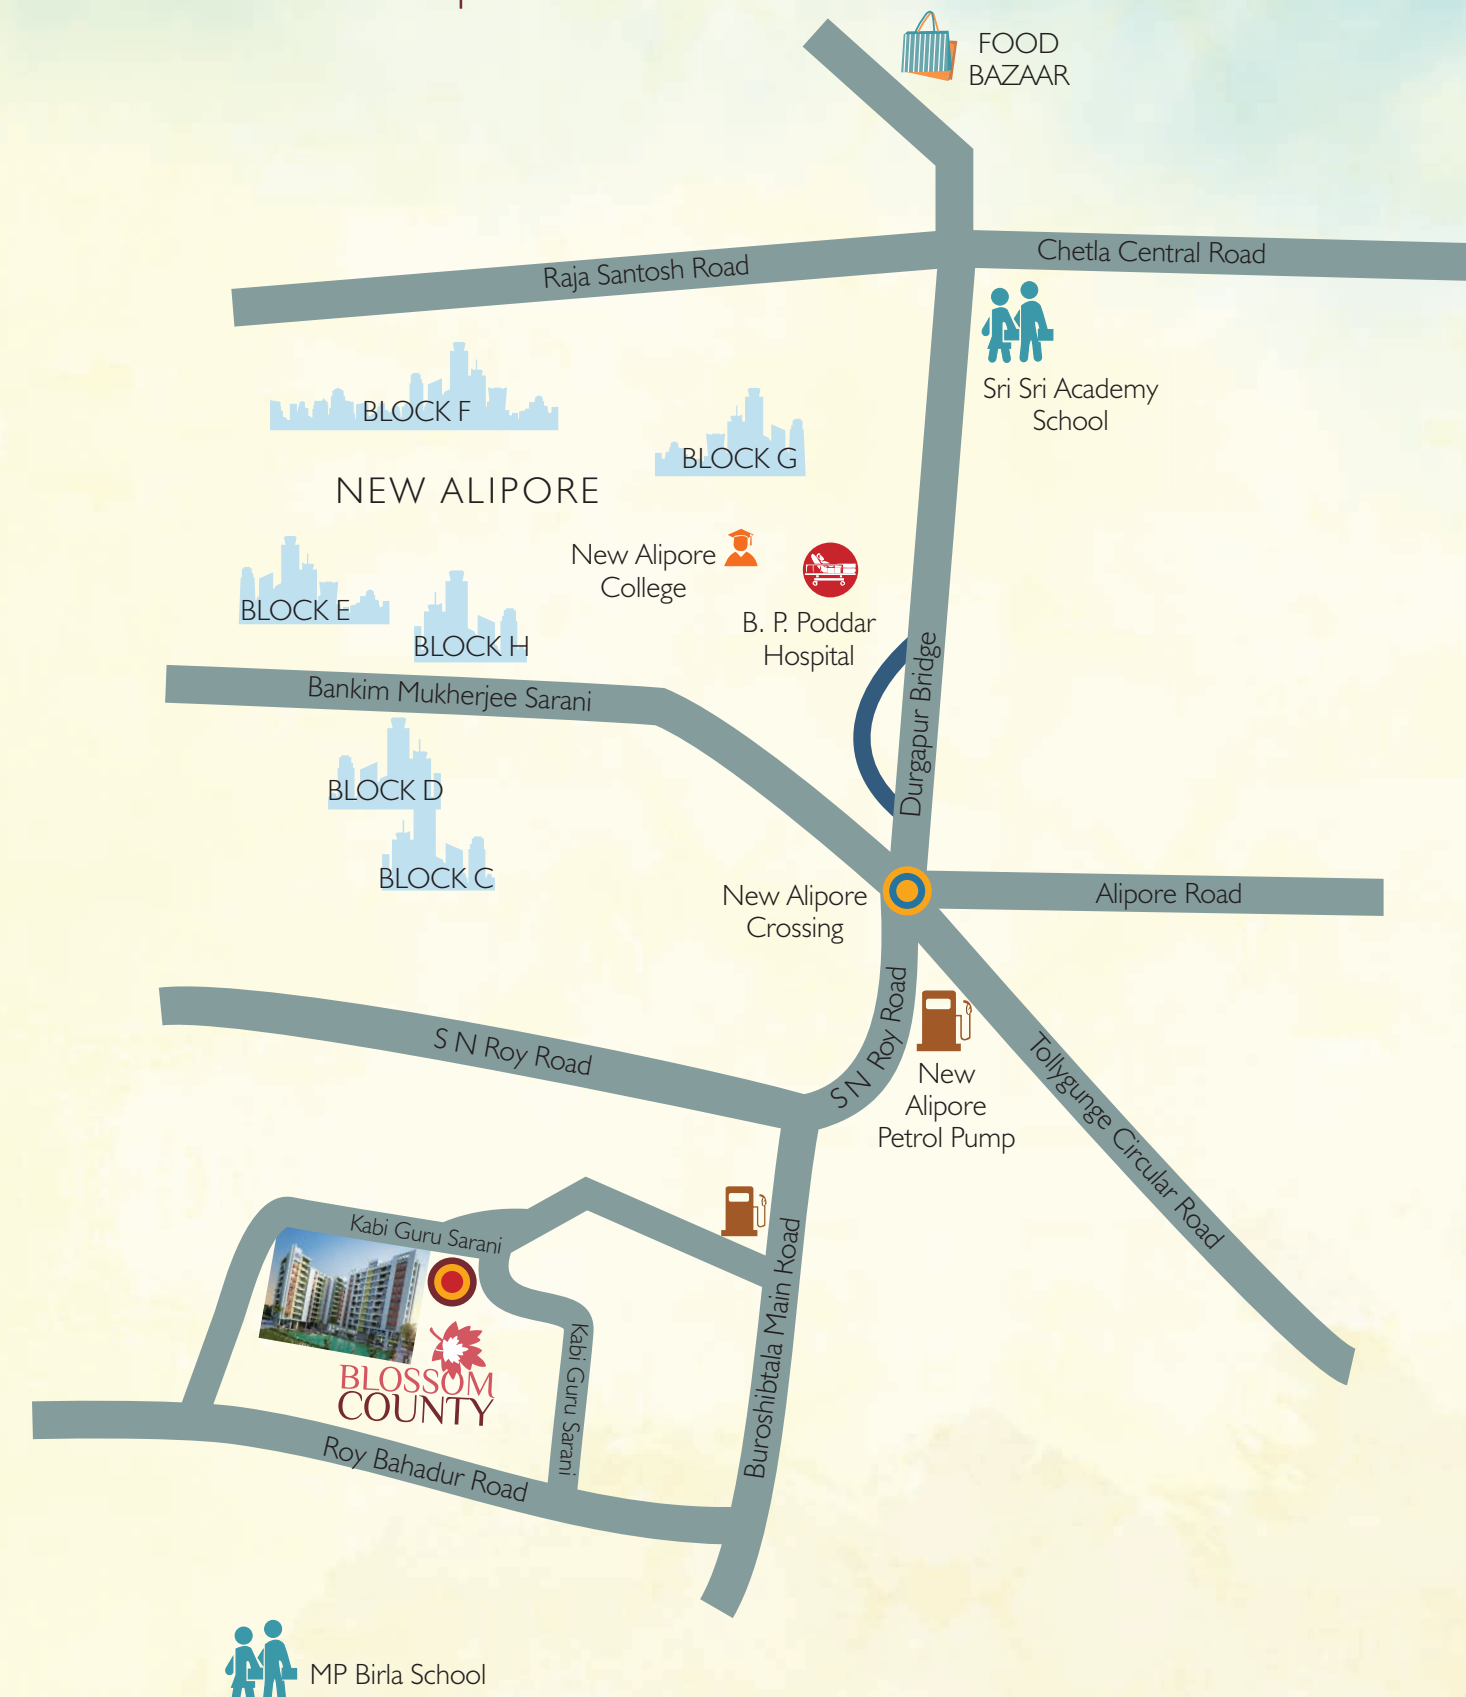 FOOD
BAZAAR
Chetla Central Road
Raja Santosh Road
Sri Sri Academy
School
BLOCK F
BLOCK G
NEW ALIPORE
New Alipore
College
BLOCK E
B. P. Poddar
Hospital
BLOCK H
Durgapur Bridge
Bankim Mukherjee Sarani
BLOCK D
BLOCK C
New Alipore
Crossing
Alipore Road
S N Roy Road
S N Roy Road
New
Alipore
Petrol Pump
Tollygunge Circular Road
Kabi Guru Sarani
Buroshibtala Main Road
Kabi Guru Sarani
BLOSSOM
COUNTY
Roy Bahadur Road
MP Birla School